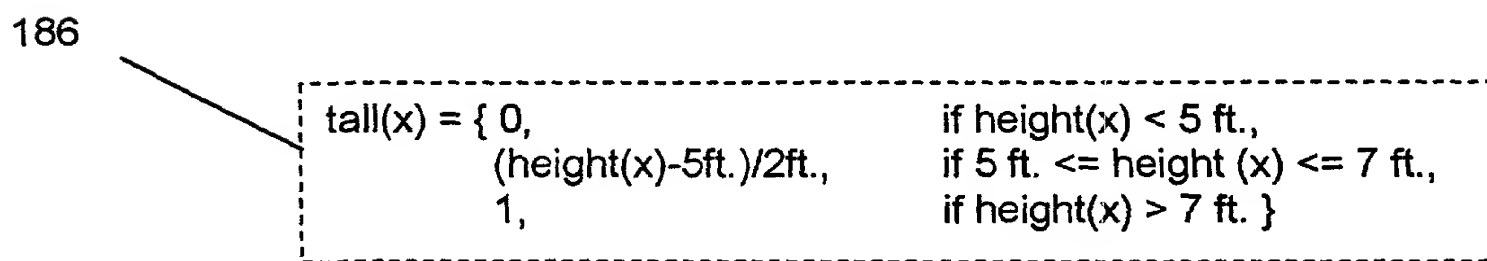 186
tall(x) = { 0, if height(x) < 5 ft.,
(height(x)-5ft.)/2ft., if 5 ft. <= height (x) <= 7 ft.,
1, if height(x) > 7 ft. }